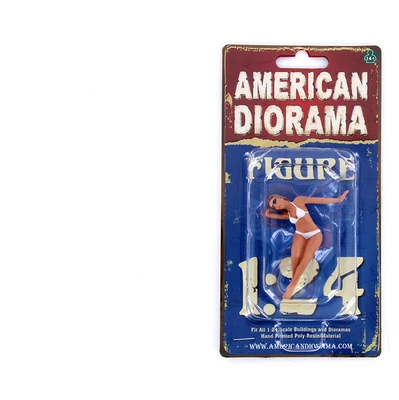 14+
AMERICAN
DIORAMA
FIGURE
1:24
Fit All 1:24 Scale Buildings and Dioramas
Hand Painted Poly-Resin Material
WWW.AMERICANDIORAMA.COM